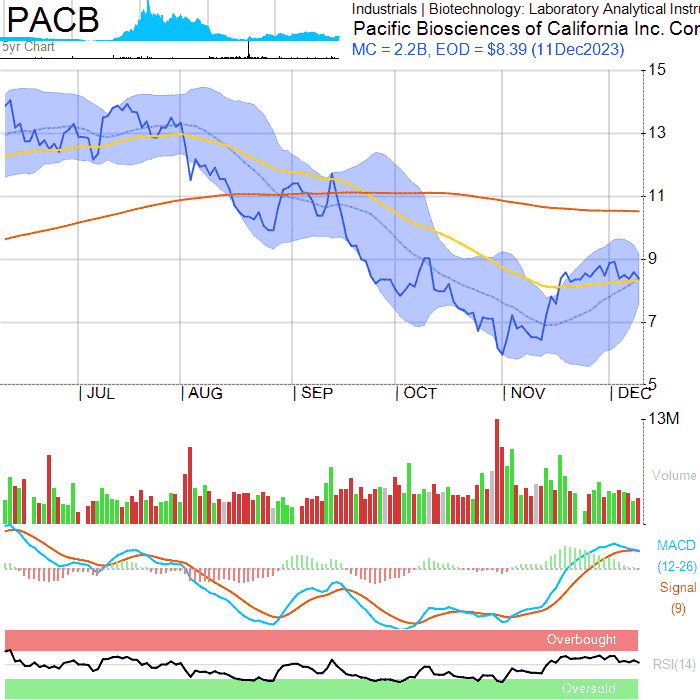 PACB
5yr Chart
Industrials | Biotechnology: Laboratory Analytical Instru
Pacific Biosciences of California Inc. Con
MC = 2.2B, EOD = $8.39 (11Dec2023)
15
13
11
9
7
5
| JUL | AUG | SEP | OCT | NOV | DEC
13M
Volume
MACD
(12-26)
Signal
(9)
Overbought
RSI(14)
Oversold